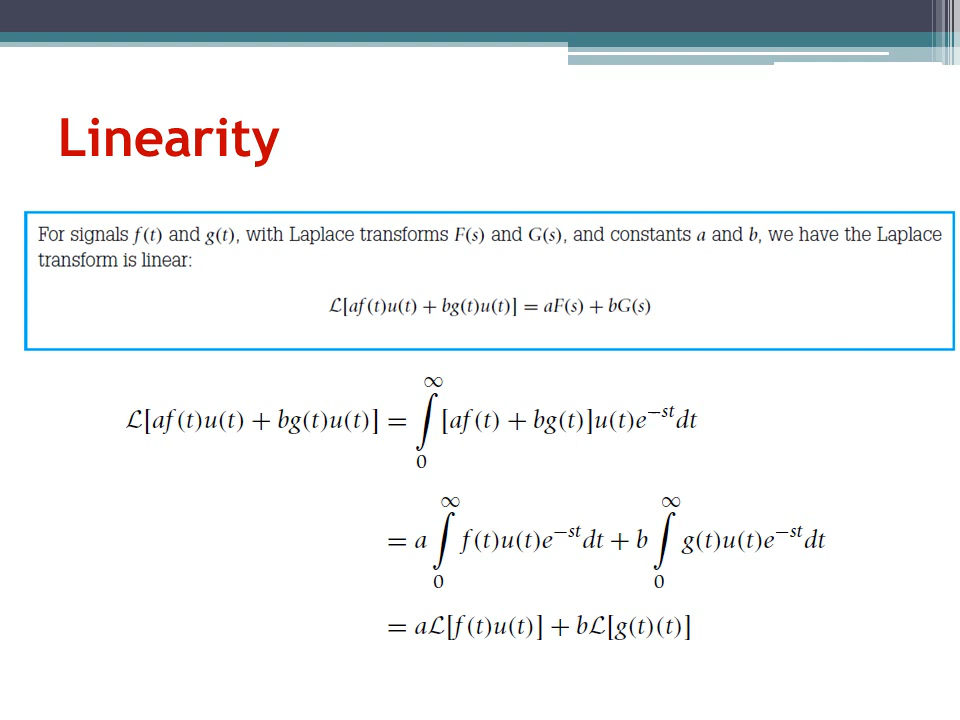 Linearity
For signals f(t) and g(t), with Laplace transforms F(s) and G(s), and constants a and b, we have the Laplace
transform is linear:
ℒ[af(t)u(t) + bg(t)u(t)] = aF(s) + bG(s)
ℒ[af(t)u(t) + bg(t)u(t)] = ∫₀^∞ [af(t) + bg(t)]u(t)e^{−st}dt
= a ∫₀^∞ f(t)u(t)e^{−st}dt + b ∫₀^∞ g(t)u(t)e^{−st}dt
= aℒ[f(t)u(t)] + bℒ[g(t)(t)]